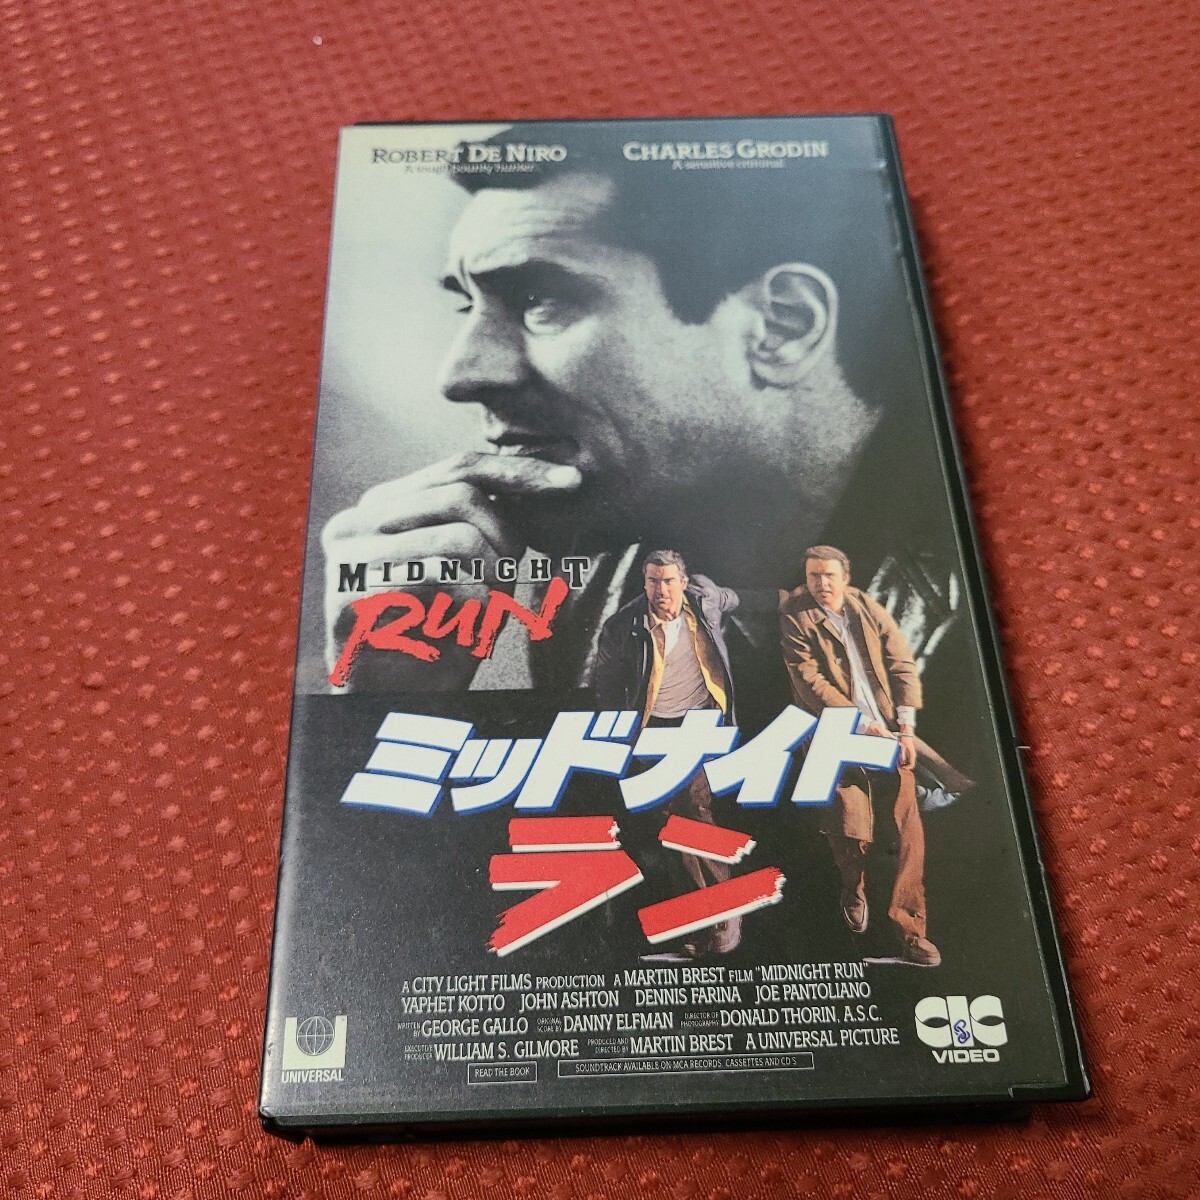 ROBERT DE NIRO
A tough bounty hunter.
CHARLES GRODIN
A sensitive criminal.
MIDNIGHT
RUN
ミッドナイト
ラン
A CITY LIGHT FILMS PRODUCTION A MARTIN BREST FILM "MIDNIGHT RUN"
YAPHET KOTTO JOHN ASHTON DENNIS FARINA JOE PANTOLIANO
WRITTEN BY GEORGE GALLO ORIGINAL SCORE BY DANNY ELFMAN DIRECTOR OF PHOTOGRAPHY DONALD THORIN, A.S.C.
EXECUTIVE PRODUCER WILLIAM S. GILMORE PRODUCED AND DIRECTED BY MARTIN BREST A UNIVERSAL PICTURE
READ THE BOOK
SOUNDTRACK AVAILABLE ON MCA RECORDS, CASSETTES AND CD'S
UNIVERSAL
CIC
VIDEO